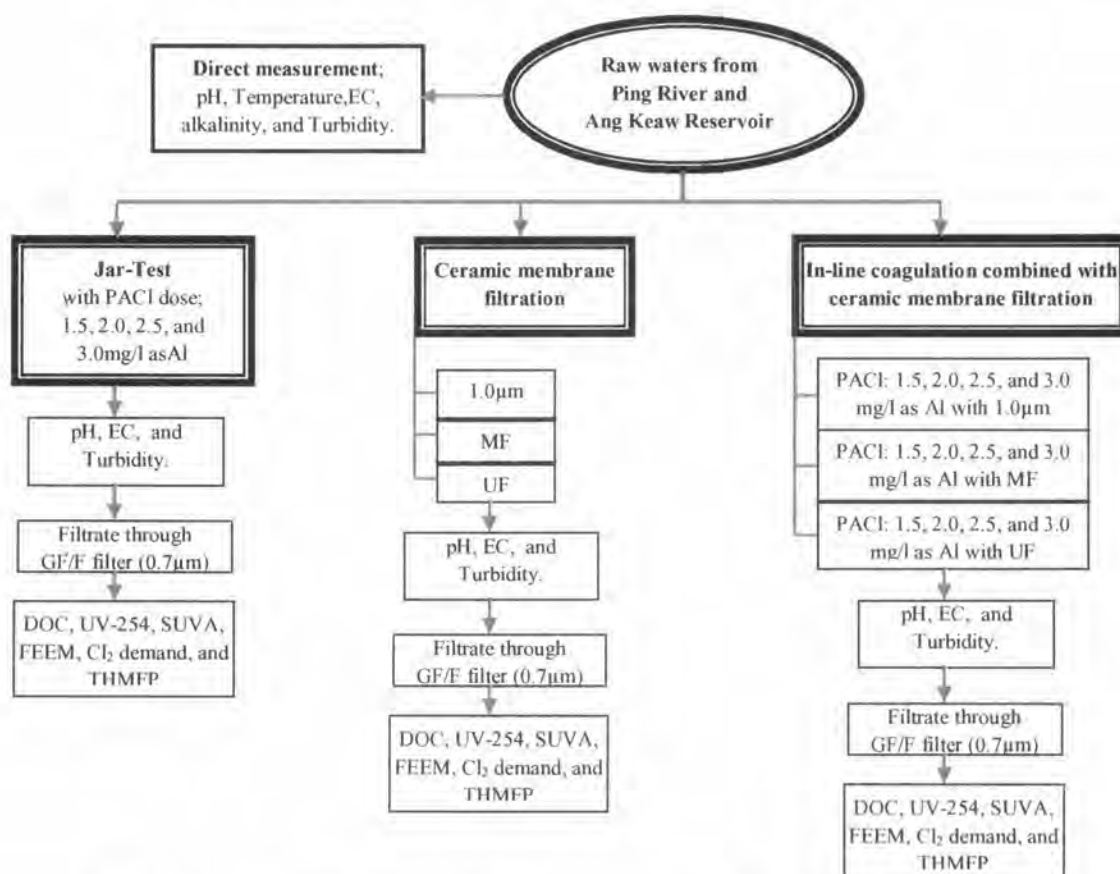 Direct measurement;
pH, Temperature,EC,
alkalinity, and Turbidity.
Raw waters from
Ping River and
Ang Keaw Reservoir
Jar-Test
with PACl dose;
1.5, 2.0, 2.5, and
3.0mg/l asAl
pH, EC, and
Turbidity.
Filtrate through
GF/F filter (0.7µm)
DOC, UV-254, SUVA,
FEEM, Cl₂ demand, and
THMFP
Ceramic membrane
filtration
1.0µm
MF
UF
pH, EC, and
Turbidity.
Filtrate through
GF/F filter (0.7µm)
DOC, UV-254, SUVA,
FEEM, Cl₂ demand, and
THMFP
In-line coagulation combined with
ceramic membrane filtration
PACl: 1.5, 2.0, 2.5, and 3.0
mg/l as Al with 1.0µm
PACl: 1.5, 2.0, 2.5, and 3.0
mg/l as Al with MF
PACl: 1.5, 2.0, 2.5, and 3.0
mg/l as Al with UF
pH, EC, and
Turbidity.
Filtrate through
GF/F filter (0.7µm)
DOC, UV-254, SUVA,
FEEM, Cl₂ demand, and
THMFP